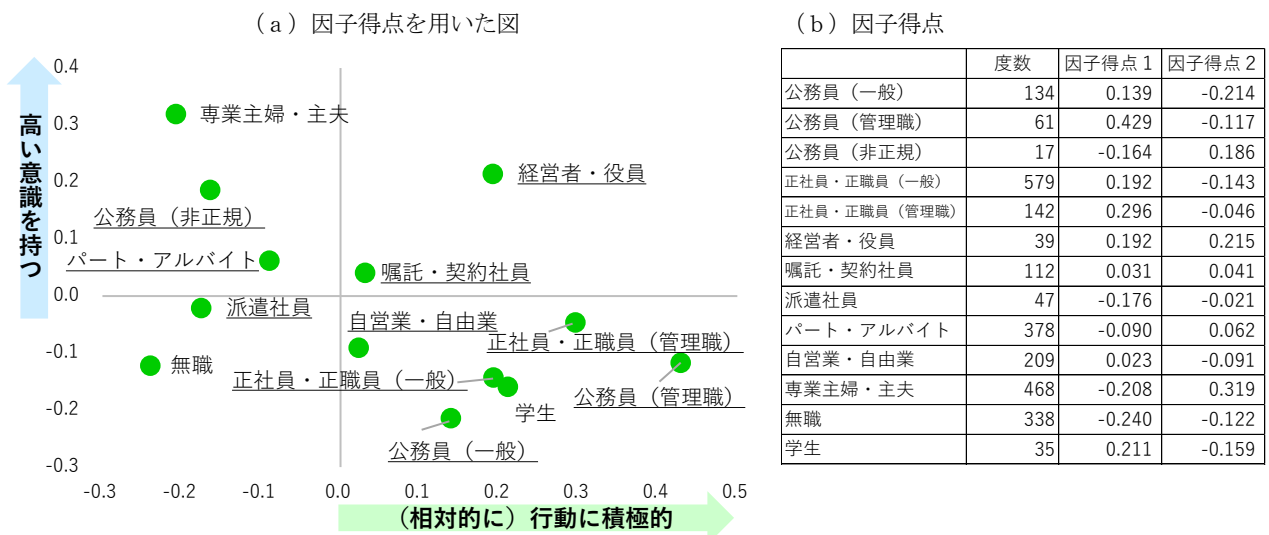 （a）因子得点を用いた図
0.4
0.3
0.2
0.1
0.0
-0.1
-0.2
-0.3
-0.3
-0.2
-0.1
0.0
0.1
0.2
0.3
0.4
0.5
高い意識を持つ
（相対的に）行動に積極的
専業主婦・主夫
経営者・役員
公務員（非正規）
パート・アルバイト
嘱託・契約社員
派遣社員
自営業・自由業
正社員・正職員（管理職）
無職
正社員・正職員（一般）
公務員（管理職）
学生
公務員（一般）
（b）因子得点
度数 因子得点１ 因子得点２
公務員（一般） 134 0.139 -0.214
公務員（管理職） 61 0.429 -0.117
公務員（非正規） 17 -0.164 0.186
正社員・正職員（一般） 579 0.192 -0.143
正社員・正職員（管理職） 142 0.296 -0.046
経営者・役員 39 0.192 0.215
嘱託・契約社員 112 0.031 0.041
派遣社員 47 -0.176 -0.021
パート・アルバイト 378 -0.090 0.062
自営業・自由業 209 0.023 -0.091
専業主婦・主夫 468 -0.208 0.319
無職 338 -0.240 -0.122
学生 35 0.211 -0.159